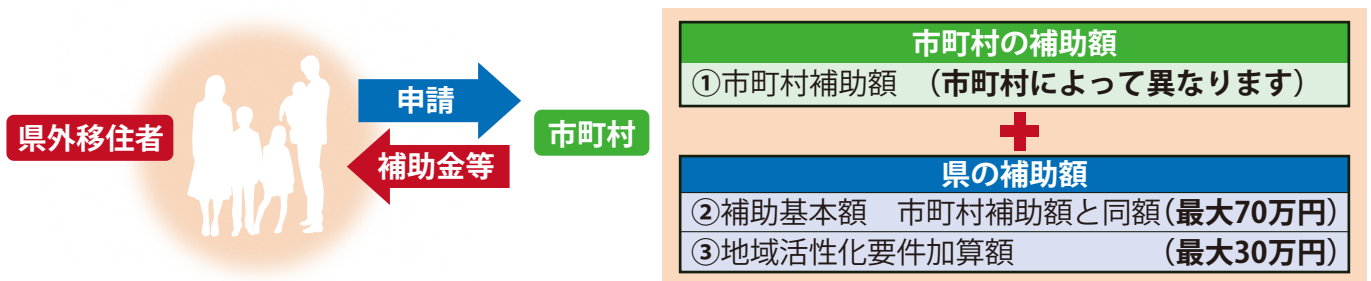 県外移住者
申請
補助金等
市町村
市町村の補助額
①市町村補助額　（市町村によって異なります）
+
県の補助額
②補助基本額　市町村補助額と同額（最大70万円）
③地域活性化要件加算額　（最大30万円）